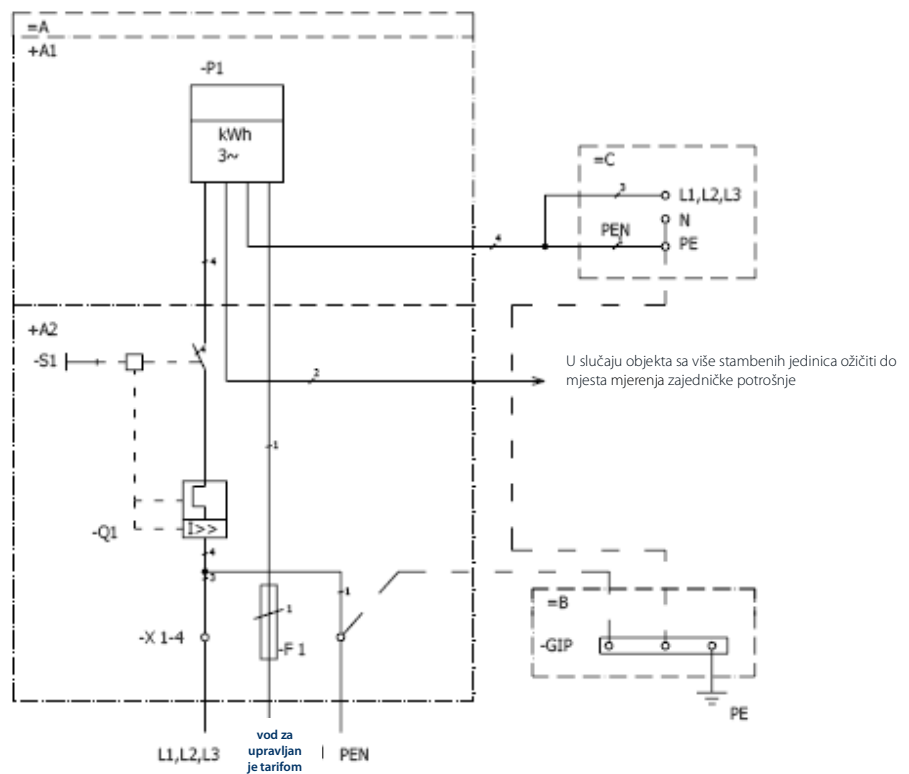 =A
+A1
-P1
kWh
3~
=C
3
L1,L2,L3
N
PEN
PE
4
4
+A2
-S1
U slučaju objekta sa više stambenih jedinica ožičiti do
mjesta mjerenja zajedničke potrošnje
2
1
I>>
-Q1
4
3
1
=B
-X 1-4
1
-F 1
-GIP
PE
L1,L2,L3
vod za
upravljan
je tarifom
| PEN